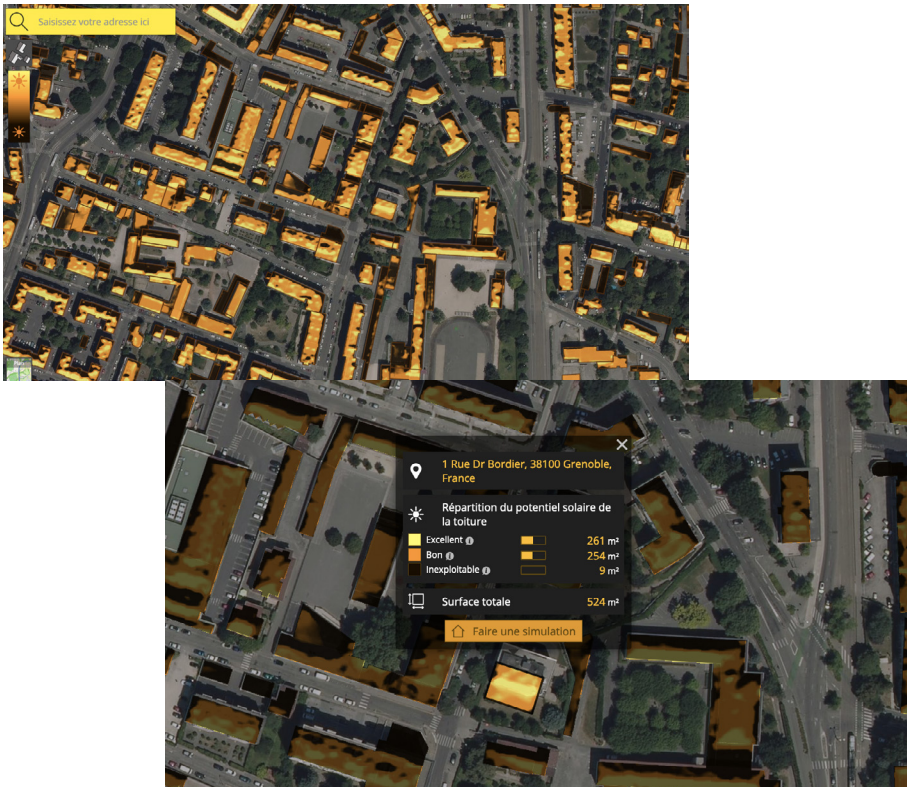 Saisissez votre adresse ici
1 Rue Dr Bordier, 38100 Grenoble,
France
Répartition du potentiel solaire de
la toiture
Excellent 261 m²
Bon 254 m²
Inexploitable 9 m²
Surface totale 524 m²
Faire une simulation